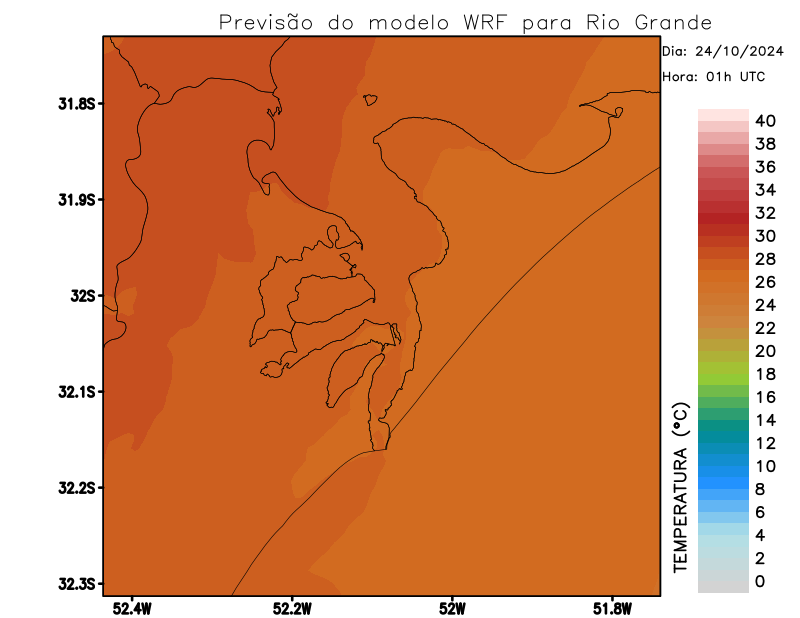 Previsão do modelo WRF para Rio Grande
Dia: 24/10/2024
Hora: 01h UTC
31.8S
31.9S
32S
32.1S
32.2S
32.3S
52.4W
52.2W
52W
51.8W
TEMPERATURA (°C)
40
38
36
34
32
30
28
26
24
22
20
18
16
14
12
10
8
6
4
2
0